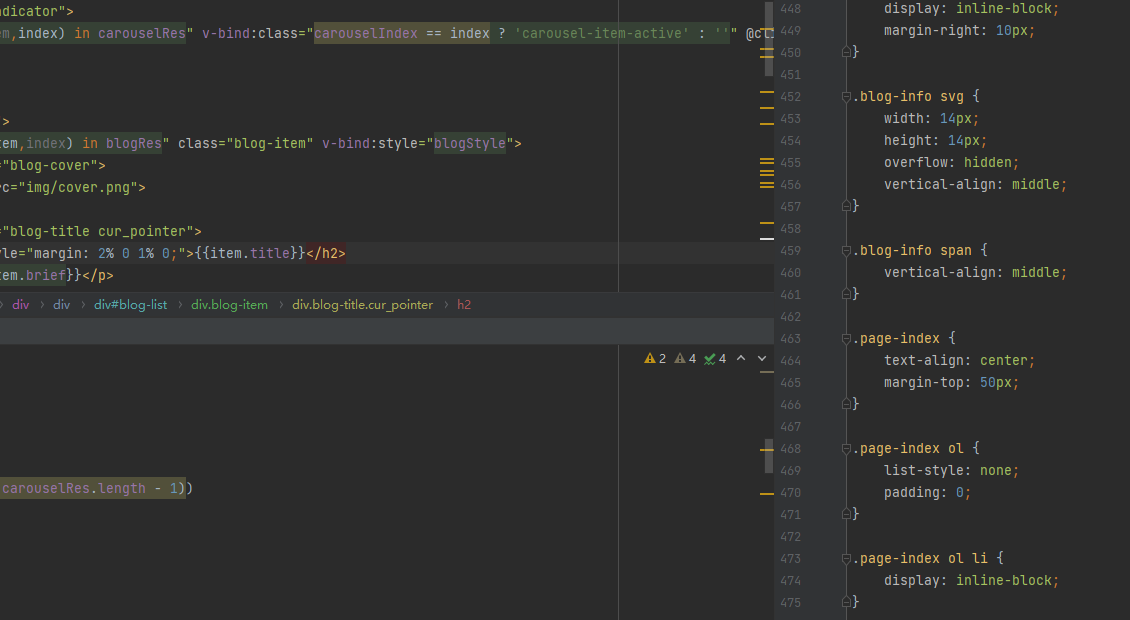 dicator">
m,index) in carouselRes" v-bind:class="carouselIndex == index ? 'carousel-item-active' : ''" @cli
">
tem,index) in blogRes" class="blog-item" v-bind:style="blogStyle">
="blog-cover">
rc="img/cover.png">
="blog-title cur_pointer">
yle="margin: 2% 0 1% 0;">{{item.title}}</h2>
tem.brief}}</p>
div > div > div#blog-list > div.blog-item > div.blog-title.cur_pointer > h2
2 4 4
carouselRes.length - 1))
448 display: inline-block;
449 margin-right: 10px;
450 }
451
452 .blog-info svg {
453 width: 14px;
454 height: 14px;
455 overflow: hidden;
456 vertical-align: middle;
457 }
458
459 .blog-info span {
460 vertical-align: middle;
461 }
462
463 .page-index {
464 text-align: center;
465 margin-top: 50px;
466 }
467
468 .page-index ol {
469 list-style: none;
470 padding: 0;
471 }
472
473 .page-index ol li {
474 display: inline-block;
475 }